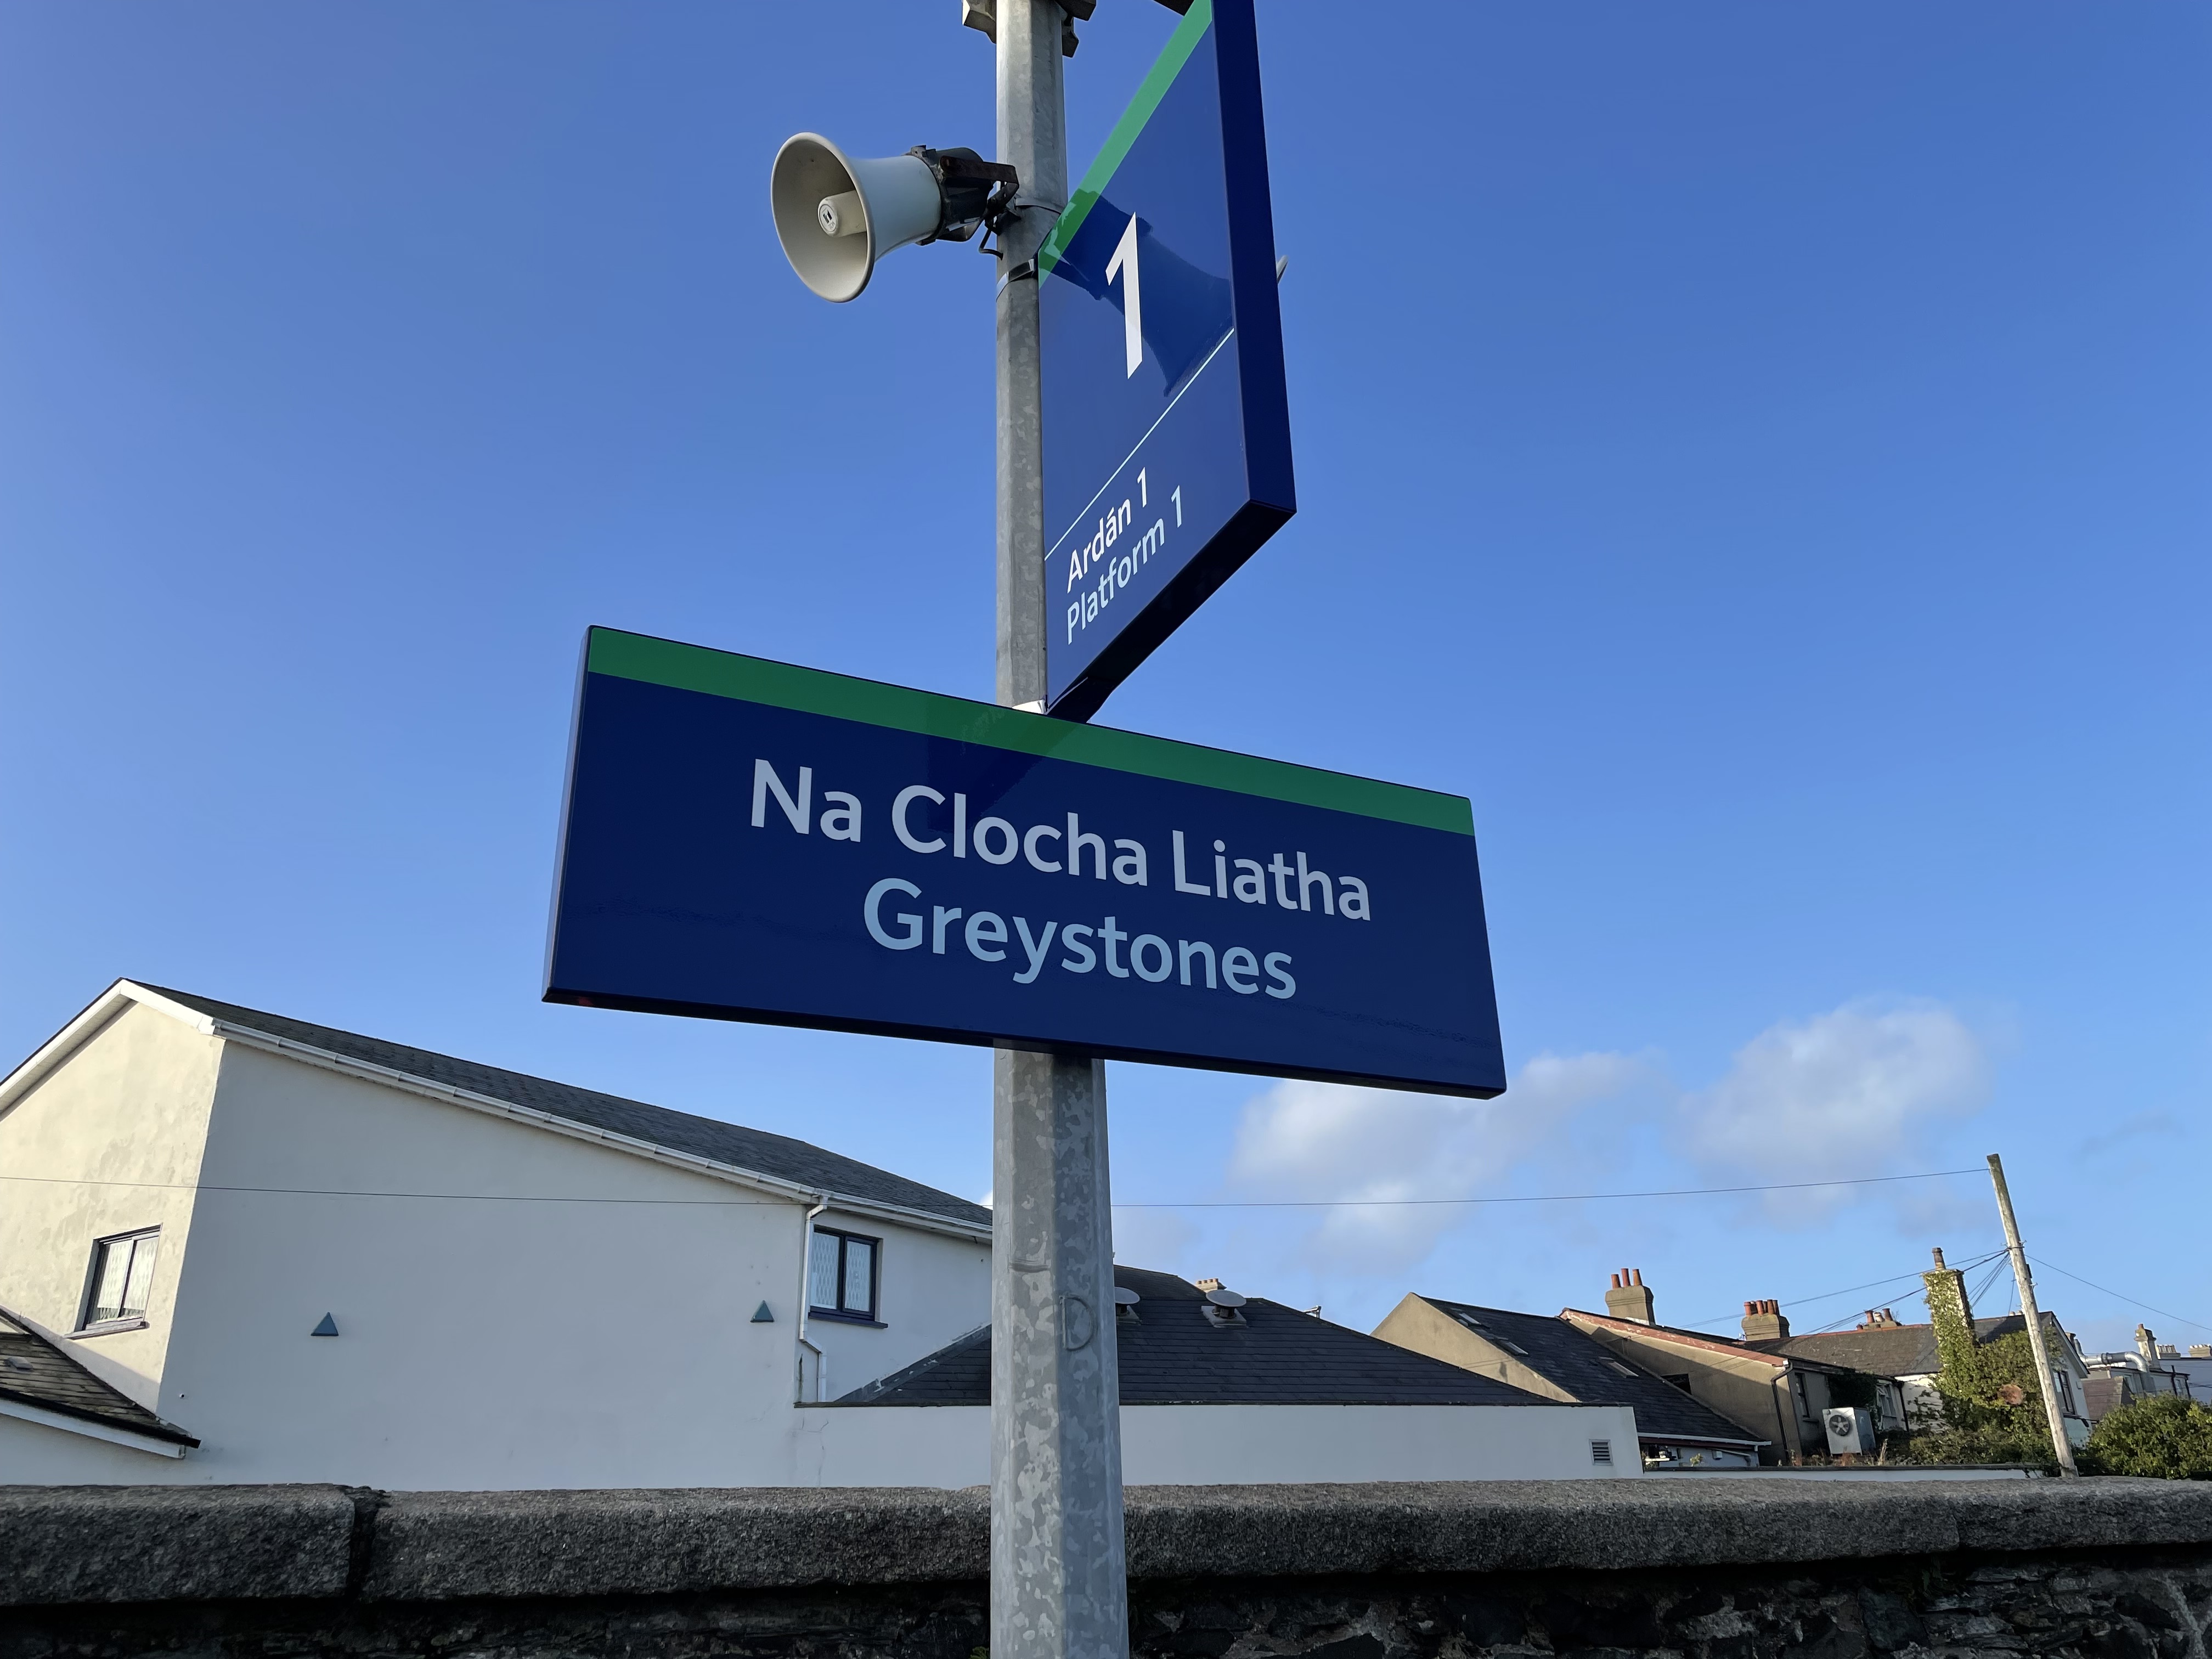 1
Ardán 1
Platform 1
Na Clocha Liatha
Greystones